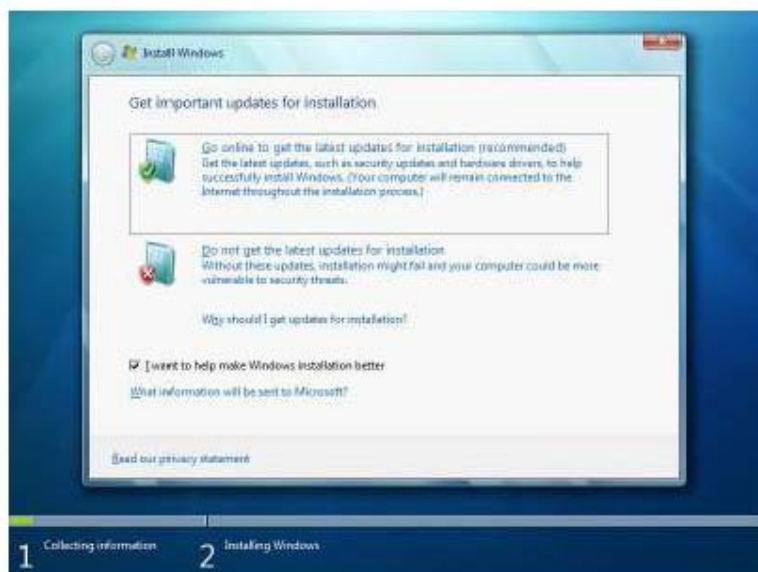 Install Windows
Get important updates for installation
Go online to get the latest updates for installation (recommended)
Get the latest updates, such as security updates and hardware drivers, to help
successfully install Windows. (Your computer will remain connected to the
Internet throughout the installation process.)
Do not get the latest updates for installation
Without these updates, installation might fail and your computer could be more
vulnerable to security threats.
Why should I get updates for installation?
I want to help make Windows installation better
What information will be sent to Microsoft?
Read our privacy statement
1 Collecting information 2 Installing Windows